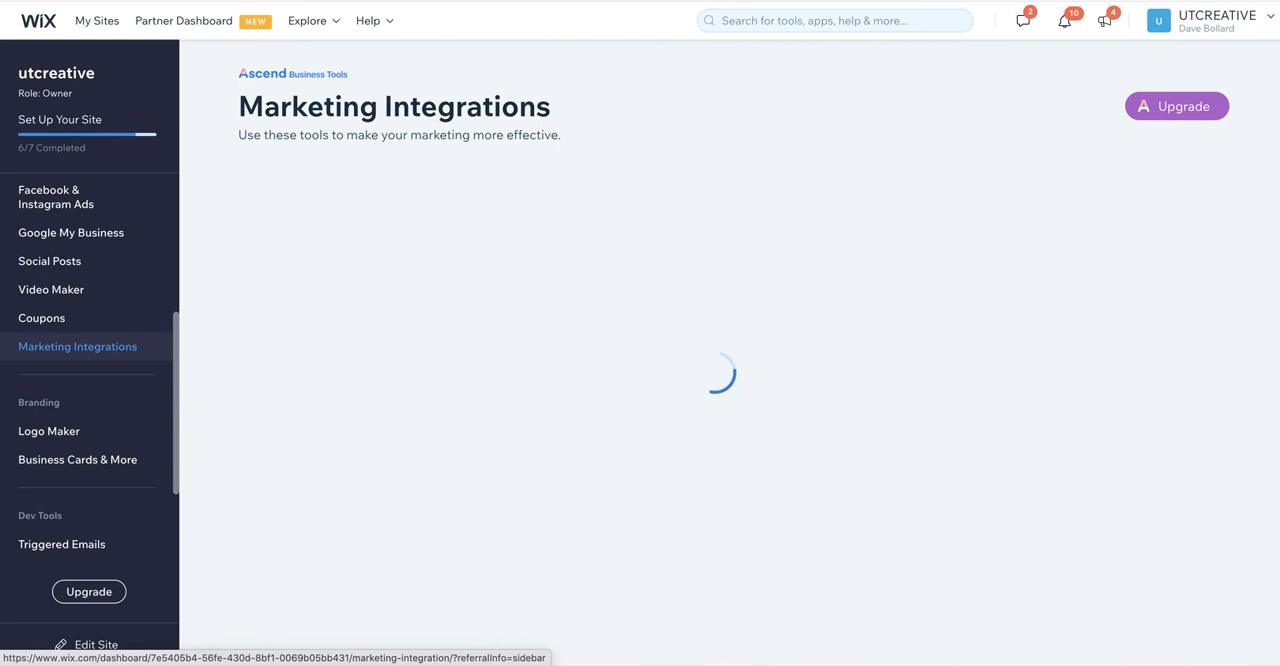 WiX My Sites Partner Dashboard NEW Explore Help Search for tools, apps, help & more... 2 10 4 U UTCREATIVE
Dave Bollard
utcreative
Role: Owner
Set Up Your Site
6/7 Completed
Facebook &
Instagram Ads
Google My Business
Social Posts
Video Maker
Coupons
Marketing Integrations
Branding
Logo Maker
Business Cards & More
Dev Tools
Triggered Emails
Upgrade
Edit Site
https://www.wix.com/dashboard/7e5405b4-56fe-430d-8bf1-0069b05bb431/marketing-integration/?referralInfo=sidebar
Ascend Business Tools
Marketing Integrations
Use these tools to make your marketing more effective.
Upgrade